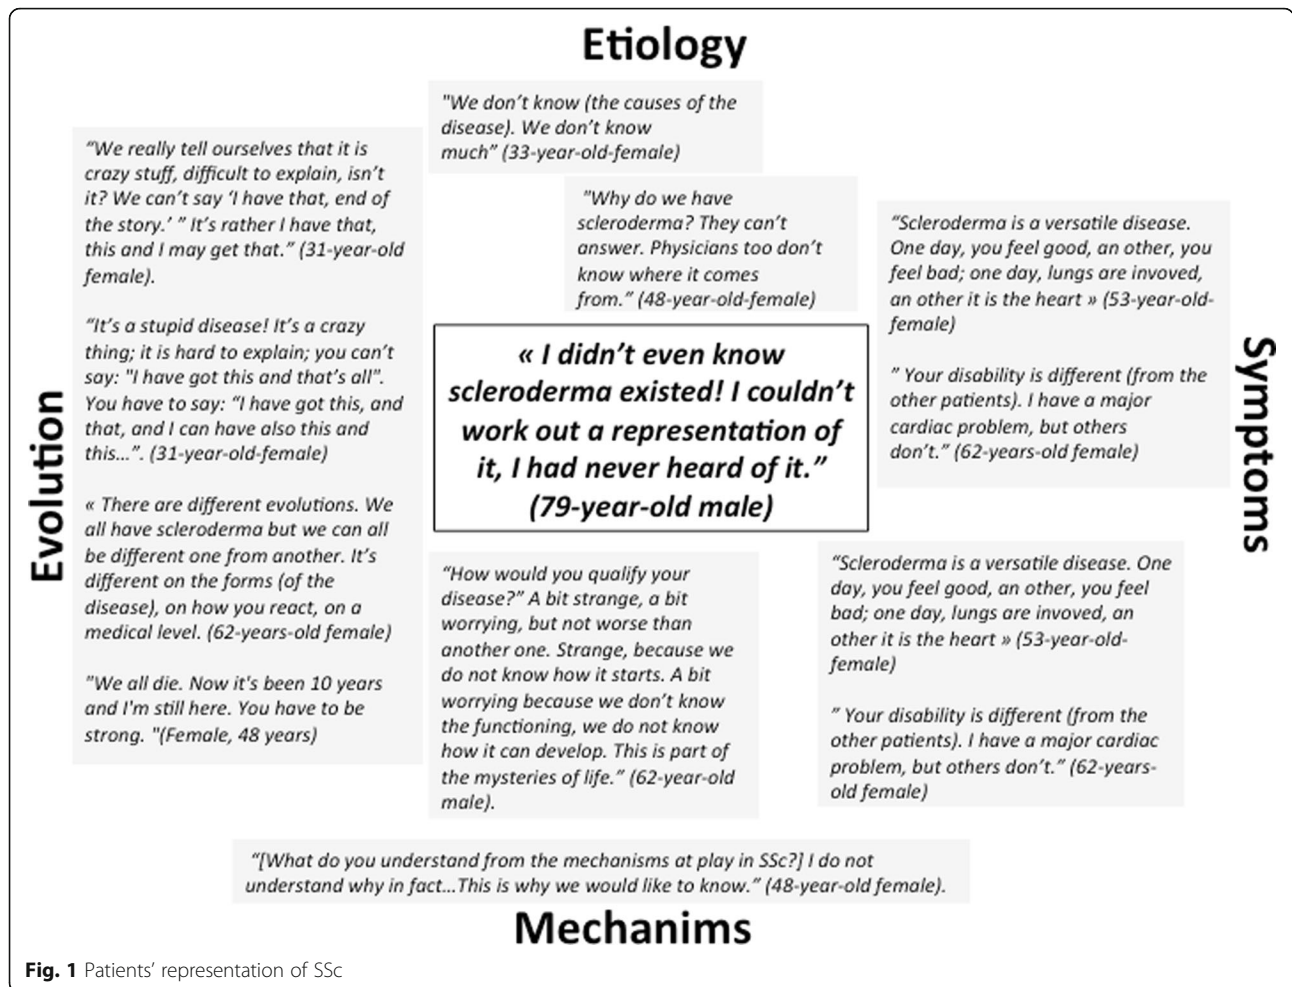 Etiology
"We don't know (the causes of the
disease). We don't know
much” (33-year-old-female)
"Why do we have
scleroderma? They can't
answer. Physicians too don't
know where it comes
from.” (48-year-old-female)
Evolution
“We really tell ourselves that it is
crazy stuff, difficult to explain, isn't
it? We can't say ‘I have that, end of
the story.’ ” It's rather I have that,
this and I may get that.” (31-year-old
female).
“It's a stupid disease! It's a crazy
thing; it is hard to explain; you can't
say: "I have got this and that's all".
You have to say: “I have got this, and
that, and I can have also this and
this...”. (31-year-old-female)
« There are different evolutions. We
all have scleroderma but we can all
be different one from another. It's
different on the forms (of the
disease), on how you react, on a
medical level. (62-years-old female)
"We all die. Now it's been 10 years
and I'm still here. You have to be
strong. "(Female, 48 years)
« I didn't even know
scleroderma existed! I couldn't
work out a representation of
it, I had never heard of it.”
(79-year-old male)
Symptoms
“Scleroderma is a versatile disease.
One day, you feel good, an other, you
feel bad; one day, lungs are invoved,
an other it is the heart » (53-year-old-
female)
” Your disability is different (from the
other patients). I have a major
cardiac problem, but others
don't.” (62-years-old female)
“Scleroderma is a versatile disease. One
day, you feel good, an other, you feel
bad; one day, lungs are invoved, an
other it is the heart » (53-year-old-
female)
” Your disability is different (from the
other patients). I have a major cardiac
problem, but others don't.” (62-years-
old female)
“How would you qualify your
disease?” A bit strange, a bit
worrying, but not worse than
another one. Strange, because we
do not know how it starts. A bit
worrying because we don't know
the functioning, we do not know
how it can develop. This is part of
the mysteries of life.” (62-year-old
male).
“[What do you understand from the mechanisms at play in SSc?] I do not
understand why in fact...This is why we would like to know.” (48-year-old female).
Mechanims
Fig. 1 Patients' representation of SSc